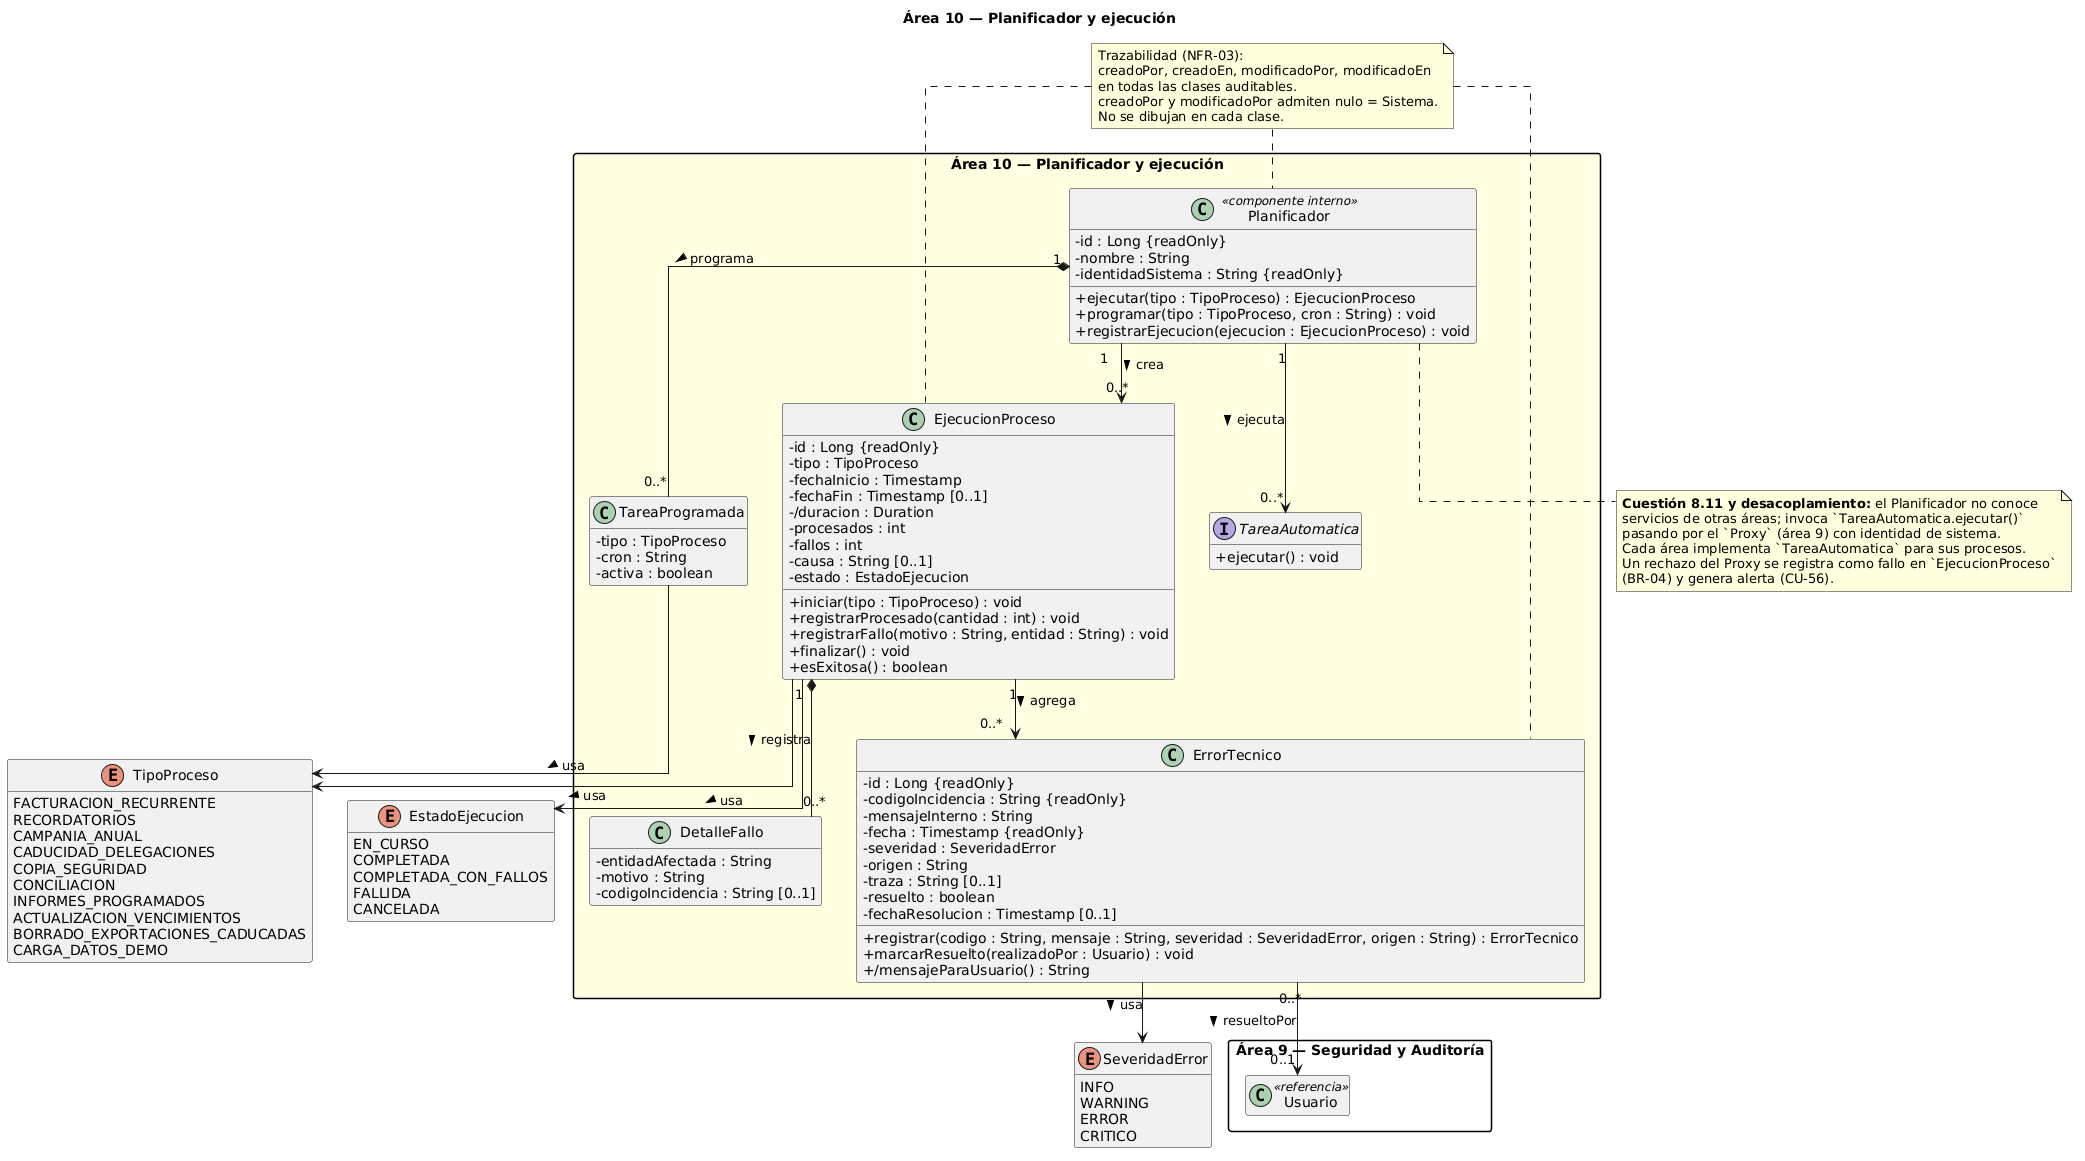 Área 10 — Planificador y ejecución
Trazabilidad (NFR-03):
creadoPor, creadoEn, modificadoPor, modificadoEn
en todas las clases auditables.
creadoPor y modificadoPor admiten nulo = Sistema.
No se dibujan en cada clase.
Área 10 — Planificador y ejecución
«componente interno»
C Planificador
-id : Long {readOnly}
-nombre : String
-identidadSistema : String {readOnly}
+ejecutar(tipo : TipoProceso) : EjecucionProceso
+programar(tipo : TipoProceso, cron : String) : void
+registrarEjecucion(ejecucion : EjecucionProceso) : void
programa
1
0..*
1
crea
0..*
1
ejecuta
0..*
C EjecucionProceso
-id : Long {readOnly}
-tipo : TipoProceso
-fechaInicio : Timestamp
-fechaFin : Timestamp [0..1]
-/duracion : Duration
-procesados : int
-fallos : int
-causa : String [0..1]
-estado : EstadoEjecucion
+iniciar(tipo : TipoProceso) : void
+registrarProcesado(cantidad : int) : void
+registrarFallo(motivo : String, entidad : String) : void
+finalizar() : void
+esExitosa() : boolean
C TareaProgramada
-tipo : TipoProceso
-cron : String
-activa : boolean
I TareaAutomatica
+ejecutar() : void
Cuestión 8.11 y desacoplamiento: el Planificador no conoce
servicios de otras áreas; invoca `TareaAutomatica.ejecutar()`
pasando por el `Proxy` (área 9) con identidad de sistema.
Cada área implementa `TareaAutomatica` para sus procesos.
Un rechazo del Proxy se registra como fallo en `EjecucionProceso`
(BR-04) y genera alerta (CU-56).
1
registra
0..*
1
agrega
0..*
usa
usa
usa
E TipoProceso
FACTURACION_RECURRENTE
RECORDATORIOS
CAMPANIA_ANUAL
CADUCIDAD_DELEGACIONES
COPIA_SEGURIDAD
CONCILIACION
INFORMES_PROGRAMADOS
ACTUALIZACION_VENCIMIENTOS
BORRADO_EXPORTACIONES_CADUCADAS
CARGA_DATOS_DEMO
E EstadoEjecucion
EN_CURSO
COMPLETADA
COMPLETADA_CON_FALLOS
FALLIDA
CANCELADA
C DetalleFallo
-entidadAfectada : String
-motivo : String
-codigoIncidencia : String [0..1]
C ErrorTecnico
-id : Long {readOnly}
-codigoIncidencia : String {readOnly}
-mensajeInterno : String
-fecha : Timestamp {readOnly}
-severidad : SeveridadError
-origen : String
-traza : String [0..1]
-resuelto : boolean
-fechaResolucion : Timestamp [0..1]
+registrar(codigo : String, mensaje : String, severidad : SeveridadError, origen : String) : ErrorTecnico
+marcarResuelto(realizadoPor : Usuario) : void
+/mensajeParaUsuario() : String
usa
0..*
resueltoPor
0..1
E SeveridadError
INFO
WARNING
ERROR
CRITICO
Área 9 — Seguridad y Auditoría
«referencia»
C Usuario